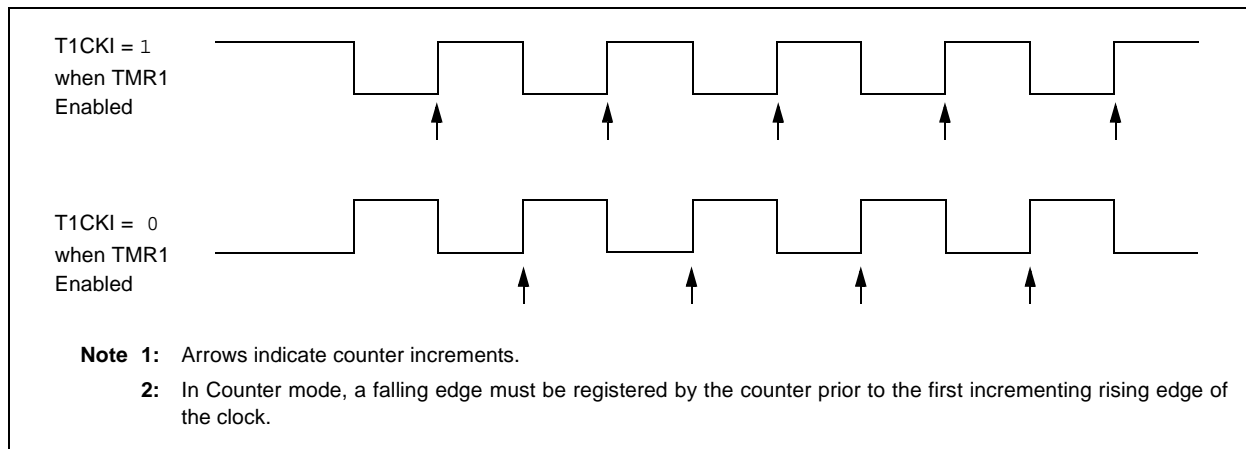 T1CKI = 1
when TMR1
Enabled
T1CKI = 0
when TMR1
Enabled
Note 1: Arrows indicate counter increments.
2: In Counter mode, a falling edge must be registered by the counter prior to the first incrementing rising edge of
the clock.